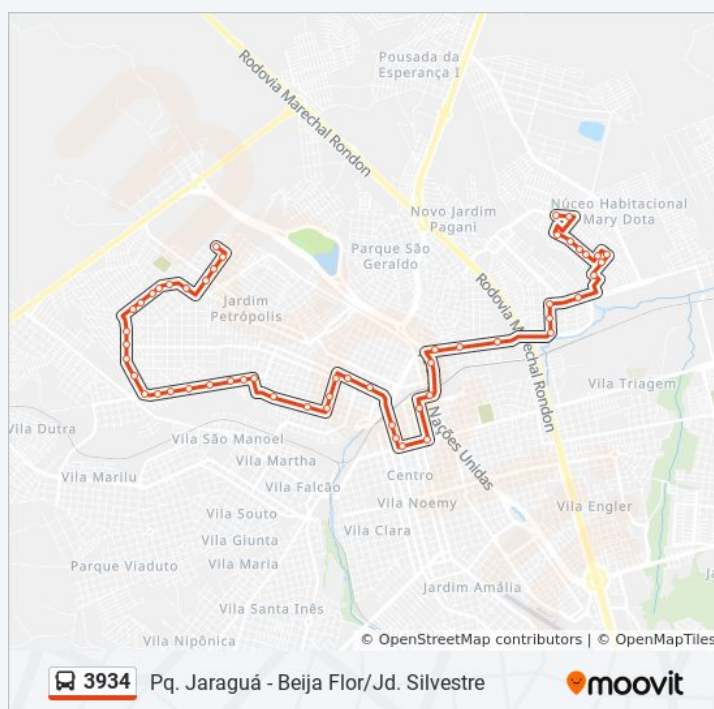 Pousada da
Esperança I
Rodovia Marechal Rondon
Núceo Habitacional
Mary Dota
Novo Jardim
Pagani
Parque São
Geraldo
Rodovia Marechal Rondon
Jardim
Petrópolis
Vila Triagem
Nações Unidas
Vila Dutra
Vila São Manoel
Vila Martha
Vila Marilu
Vila Falcão
Centro
Vila Souto
Vila Noemy
Vila Engler
Vila Giunta
Vila Clara
Parque Viaduto
Vila Maria
Jardim Amália
Ja
Vila Santa Inês
Vila Nipônica
© OpenStreetMap contributors | © OpenMapTiles
3934 Pq. Jaraguá - Beija Flor/Jd. Silvestre
moovit